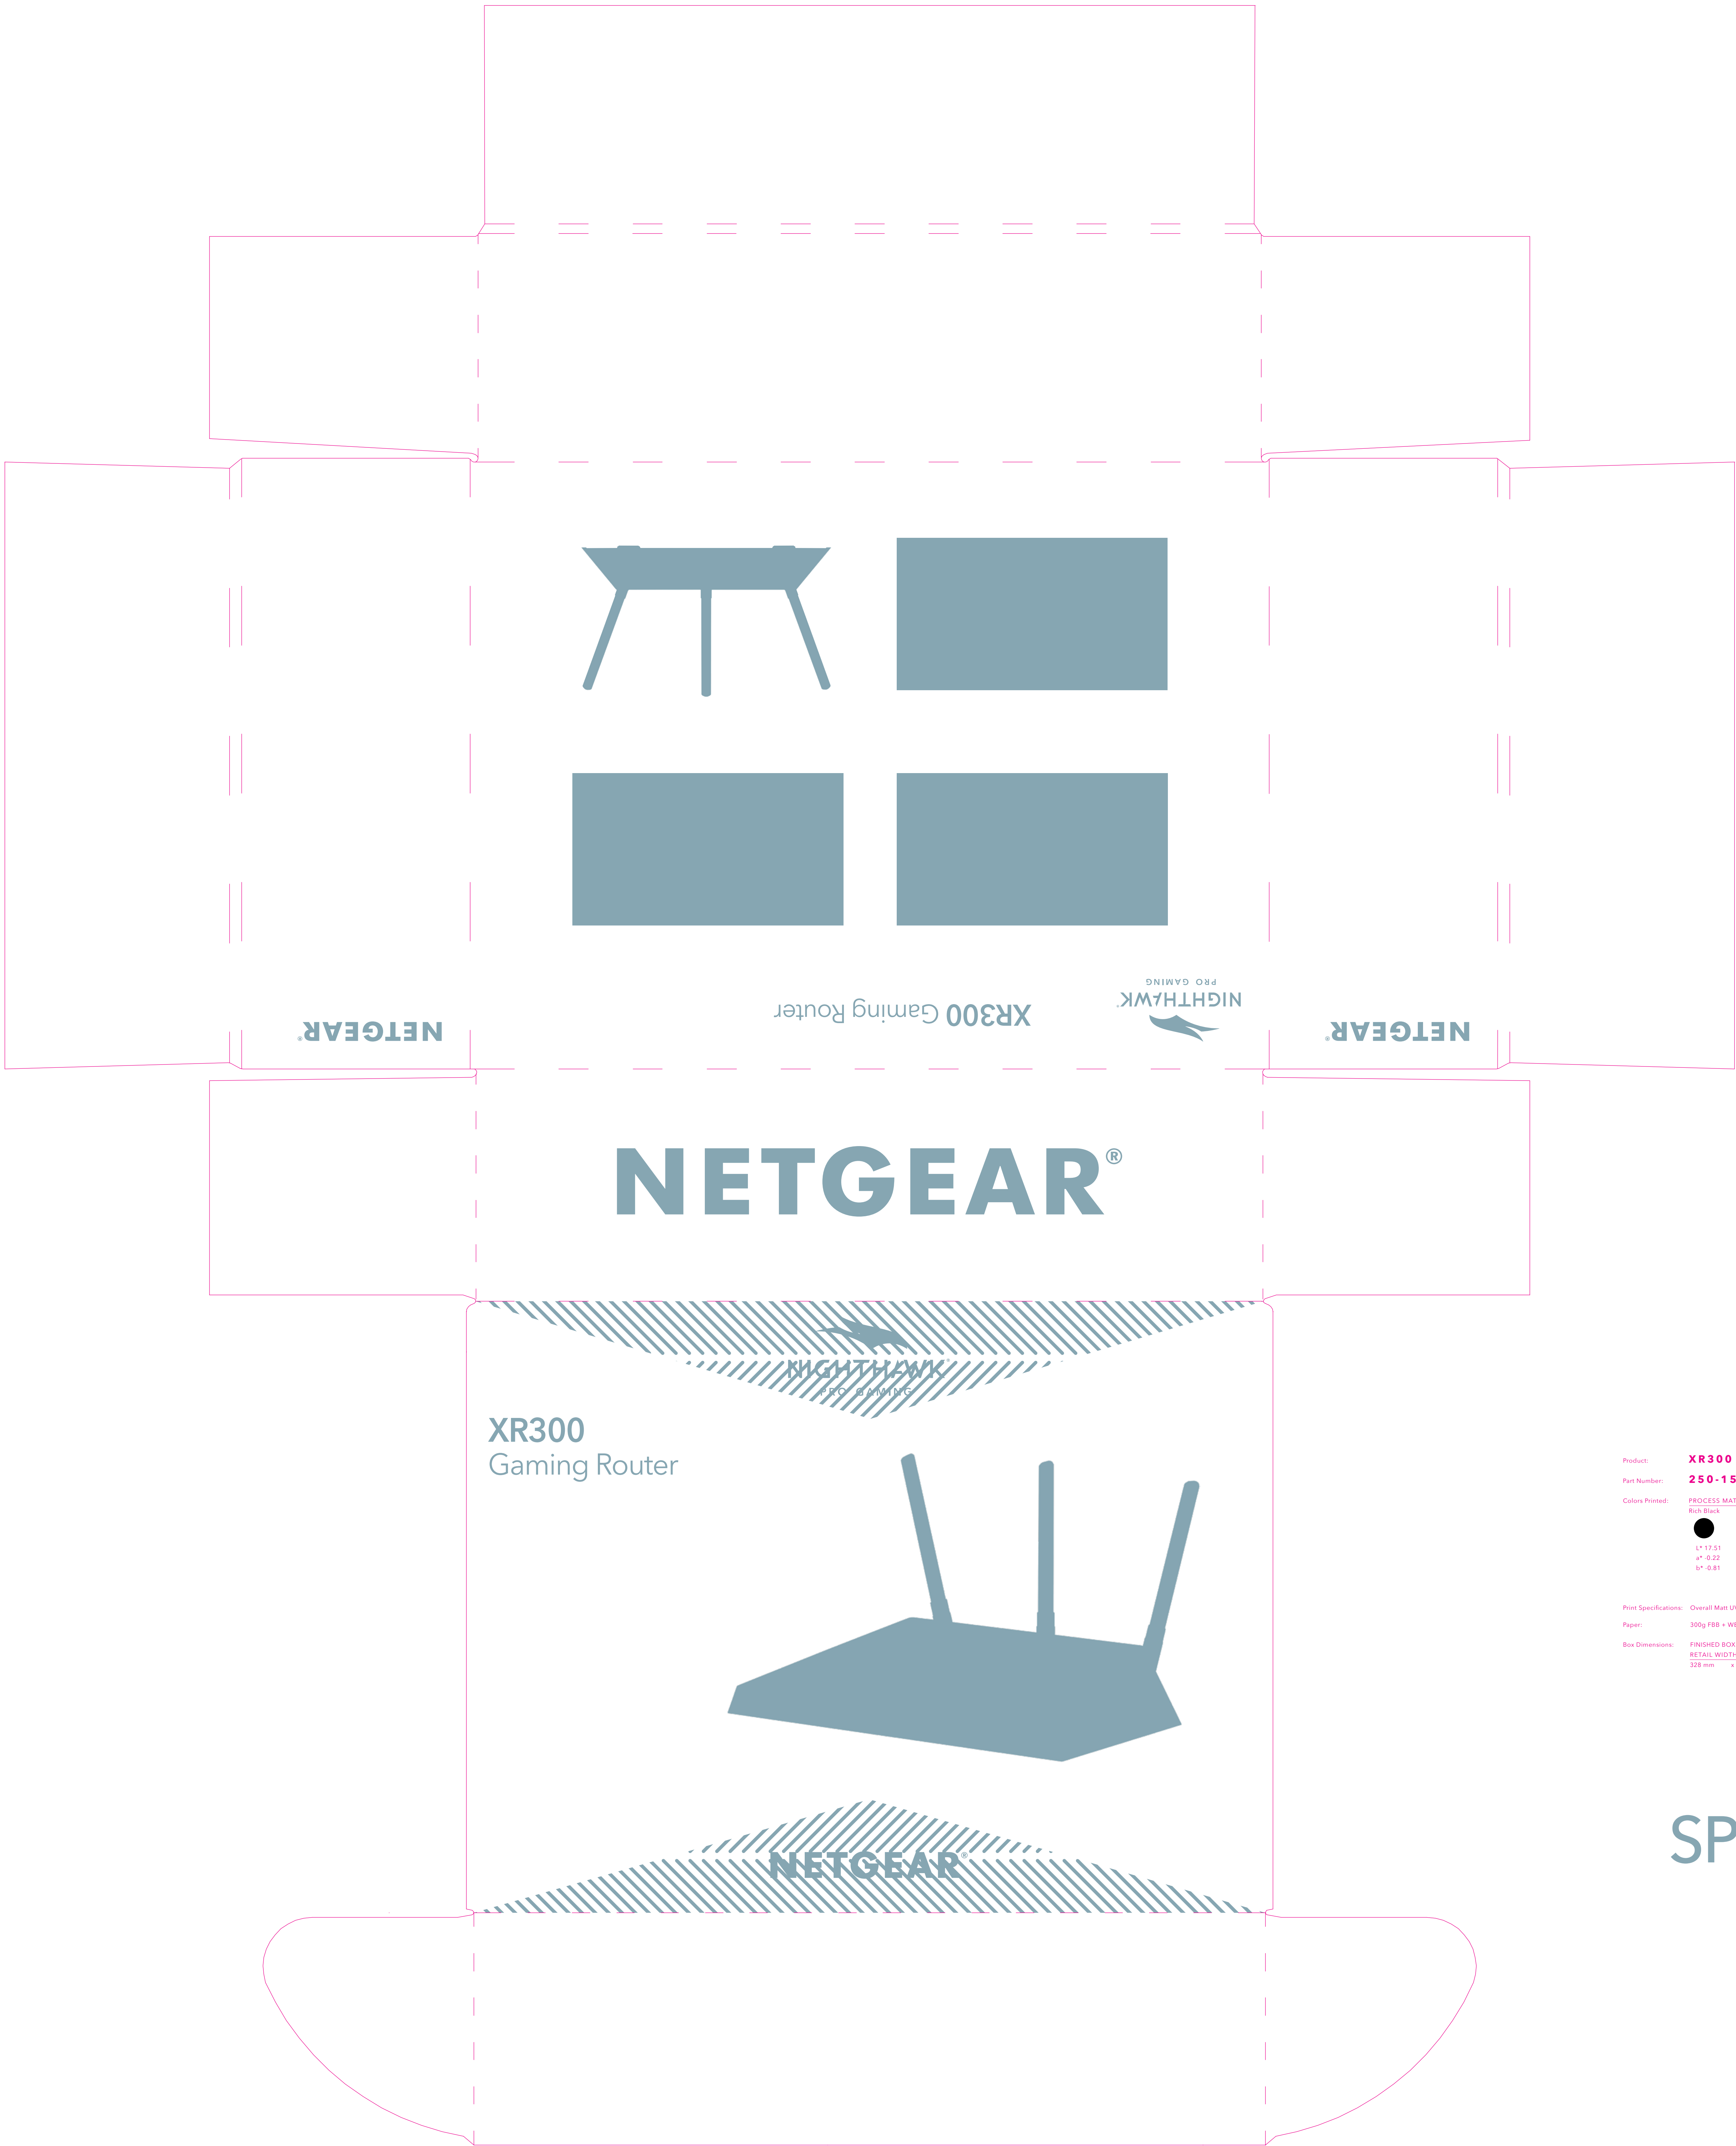 PRO GAMING
NIGHTHAWK
XR300 Gaming Router
NETGEAR®
NETGEAR®
NETGEAR®
NIGHTHAWK
PRO GAMING
XR300
Gaming Router
NETGEAR®
Product: XR300
Part Number: 250-15
Colors Printed: PROCESS MAT
Rich Black
L* 17.51
a* -0.22
b* -0.81
Print Specifications: Overall Matt U
Paper: 300g FBB + W
Box Dimensions: FINISHED BOX
RETAIL WIDTH
328 mm x
SP